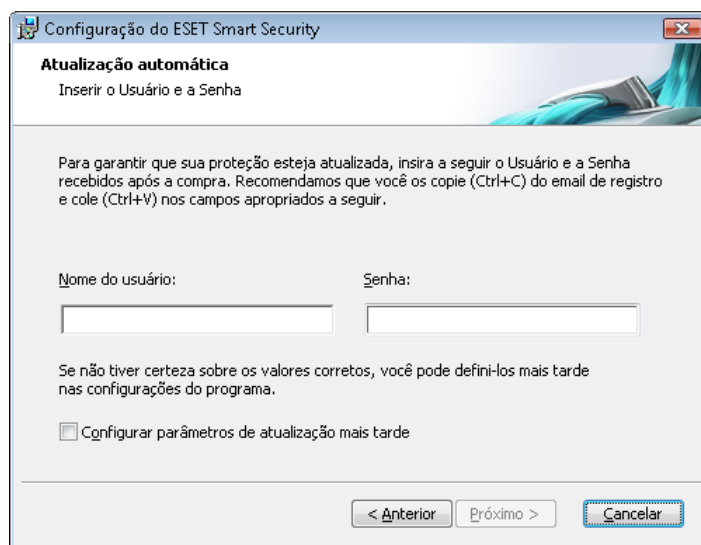 Configuração do ESET Smart Security
Atualização automática
Inserir o Usuário e a Senha
Para garantir que sua proteção esteja atualizada, insira a seguir o Usuário e a Senha
recebidos após a compra. Recomendamos que você os copie (Ctrl+C) do email de registro
e cole (Ctrl+V) nos campos apropriados a seguir.
Nome do usuário: Senha:
Se não tiver certeza sobre os valores corretos, você pode defini-los mais tarde
nas configurações do programa.
Configurar parâmetros de atualização mais tarde
< Anterior Próximo > Cancelar